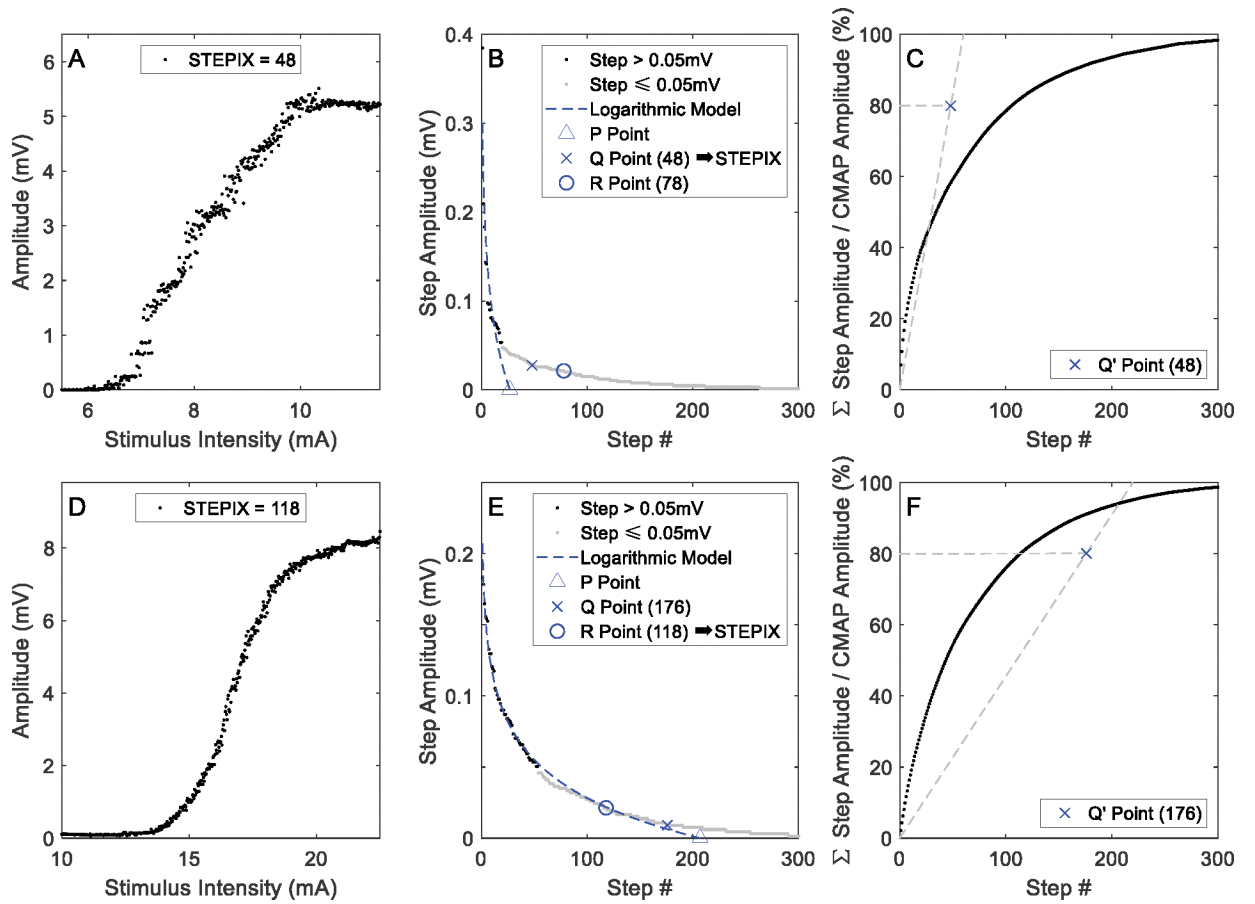 A
STEPIX = 48
Amplitude (mV)
0
1
2
3
4
5
6
6
8
10
Stimulus Intensity (mA)
B
Step > 0.05mV
Step ⩽ 0.05mV
Logarithmic Model
P Point
Q Point (48) ➡STEPIX
R Point (78)
Step Amplitude (mV)
0.4
0.3
0.2
0.1
0
0
100
200
300
Step #
C
Σ Step Amplitude / CMAP Amplitude (%)
100
80
60
40
20
0
Q' Point (48)
0
100
200
300
Step #
D
STEPIX = 118
Amplitude (mV)
8
6
4
2
0
10
15
20
Stimulus Intensity (mA)
E
Step > 0.05mV
Step ⩽ 0.05mV
Logarithmic Model
P Point
Q Point (176)
R Point (118) ➡STEPIX
Step Amplitude (mV)
0.2
0.1
0
0
100
200
300
Step #
F
Σ Step Amplitude / CMAP Amplitude (%)
100
80
60
40
20
0
Q' Point (176)
0
100
200
300
Step #